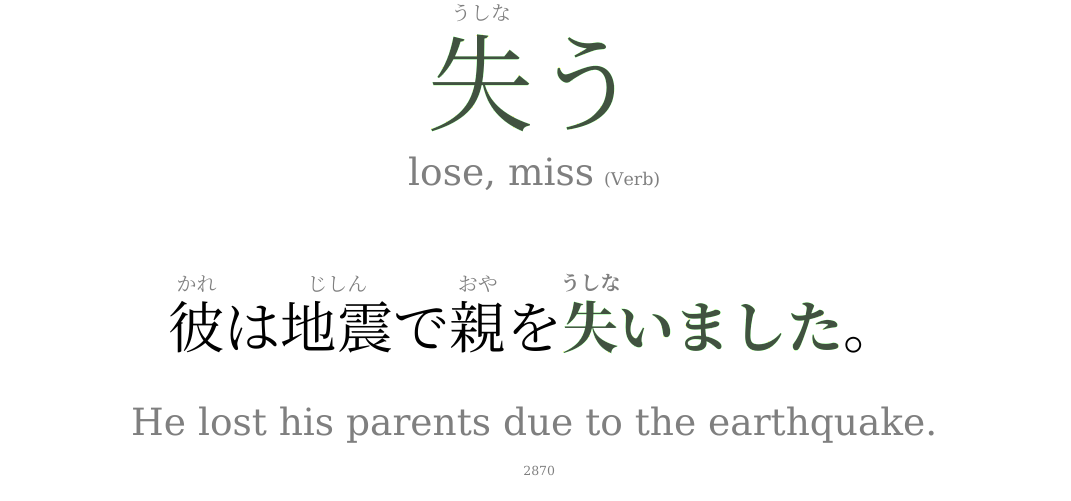 うしな
失う
lose, miss (Verb)
かれ じしん おや うしな
彼は地震で親を失いました。
He lost his parents due to the earthquake.
2870